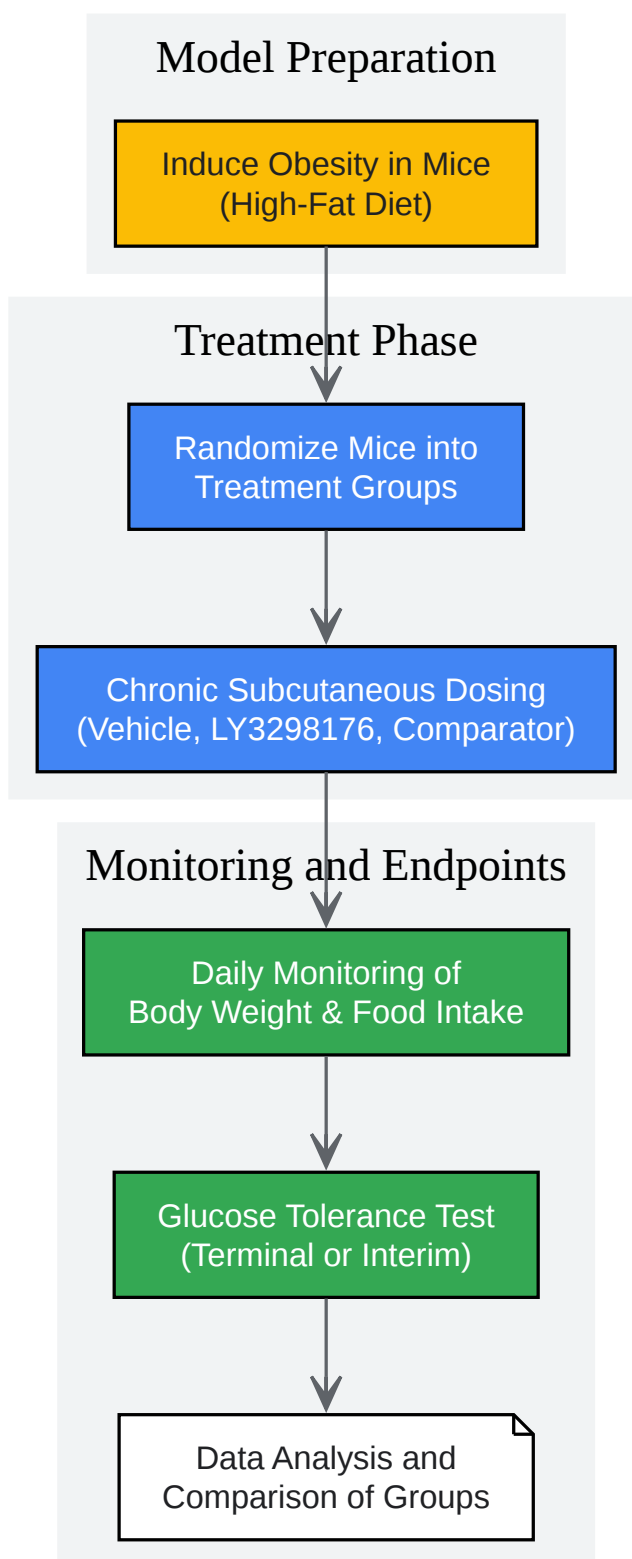 Model Preparation
Induce Obesity in Mice
(High-Fat Diet)
Treatment Phase
Randomize Mice into
Treatment Groups
Chronic Subcutaneous Dosing
(Vehicle, LY3298176, Comparator)
Monitoring and Endpoints
Daily Monitoring of
Body Weight & Food Intake
Glucose Tolerance Test
(Terminal or Interim)
Data Analysis and
Comparison of Groups